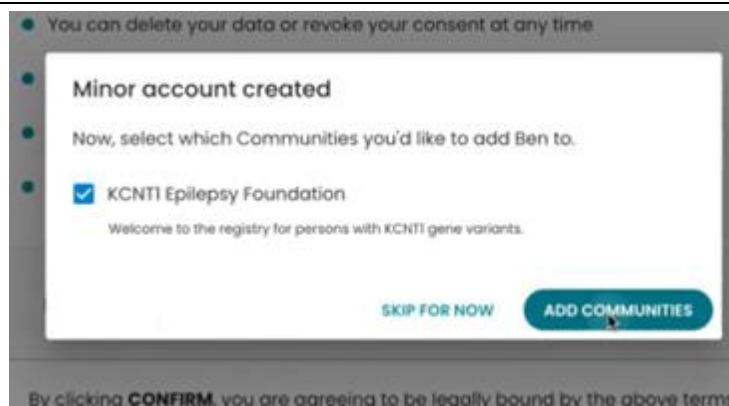 You can delete your data or revoke your consent at any time
Minor account created
Now, select which Communities you'd like to add Ben to.
KCNT1 Epilepsy Foundation
Welcome to the registry for persons with KCNT1 gene variants.
SKIP FOR NOW
ADD COMMUNITIES
By clicking CONFIRM, you are agreeing to be legally bound by the above terms